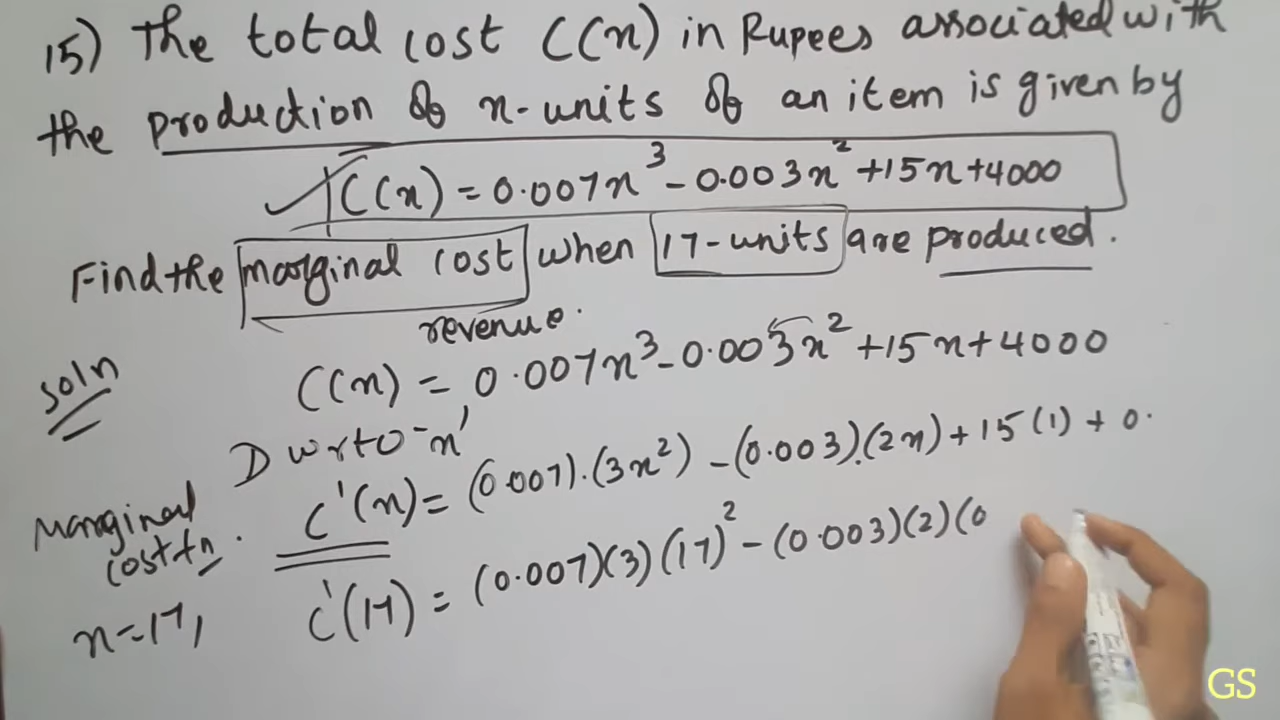 15) The total cost C(x) in Rupees associated with
the production of x-units of an item is given by
C(x) = 0.007x³ - 0.003x² + 15x + 4000
Find the marginal cost when 17-units are produced.
revenue.
Soln
C(x) = 0.007x³ - 0.003x² + 15x + 4000
D w r to -x'
Marginal cost fn.
C'(x) = (0.007).(3x²) - (0.003).(2x) + 15(1) + 0.
x=17, C'(17) = (0.007)(3)(17)² - (0.003)(2)(0
GS